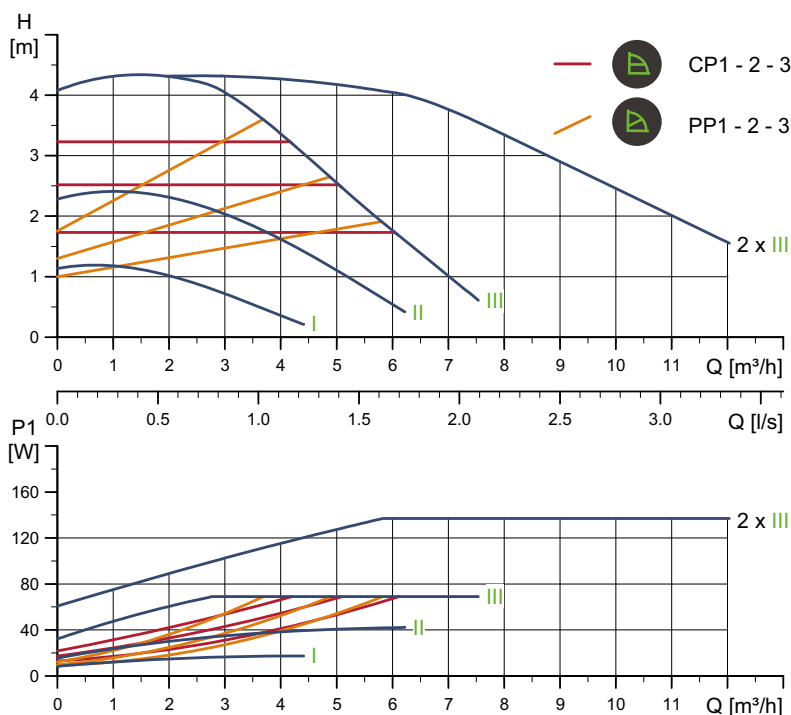 H
[m]
CP1 - 2 - 3
PP1 - 2 - 3
4
3
2
1
0
2 x III
III
II
I
0 1 2 3 4 5 6 7 8 9 10 11 Q [m³/h]
0.0 0.5 1.0 1.5 2.0 2.5 3.0 Q [l/s]
P1
[W]
160
120
80
40
0
2 x III
III
II
I
0 1 2 3 4 5 6 7 8 9 10 11 Q [m³/h]